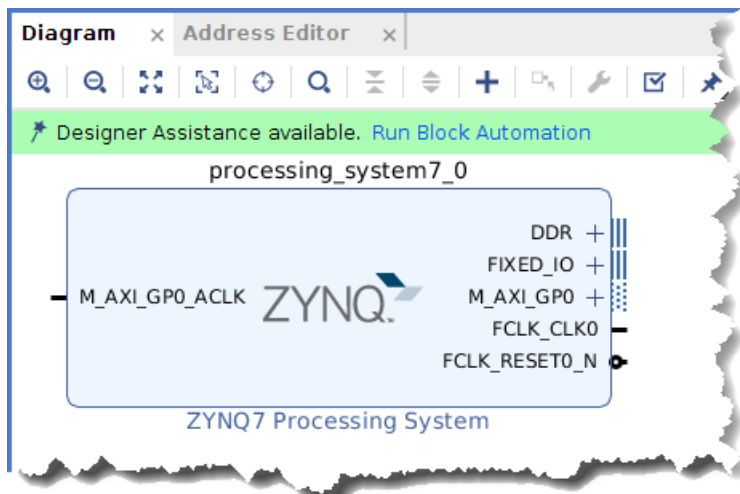 Diagram × Address Editor ×
Designer Assistance available. Run Block Automation
processing_system7_0
DDR
FIXED_IO
M_AXI_GP0_ACLK ZYNQ M_AXI_GP0
FCLK_CLK0
FCLK_RESET0_N
ZYNQ7 Processing System